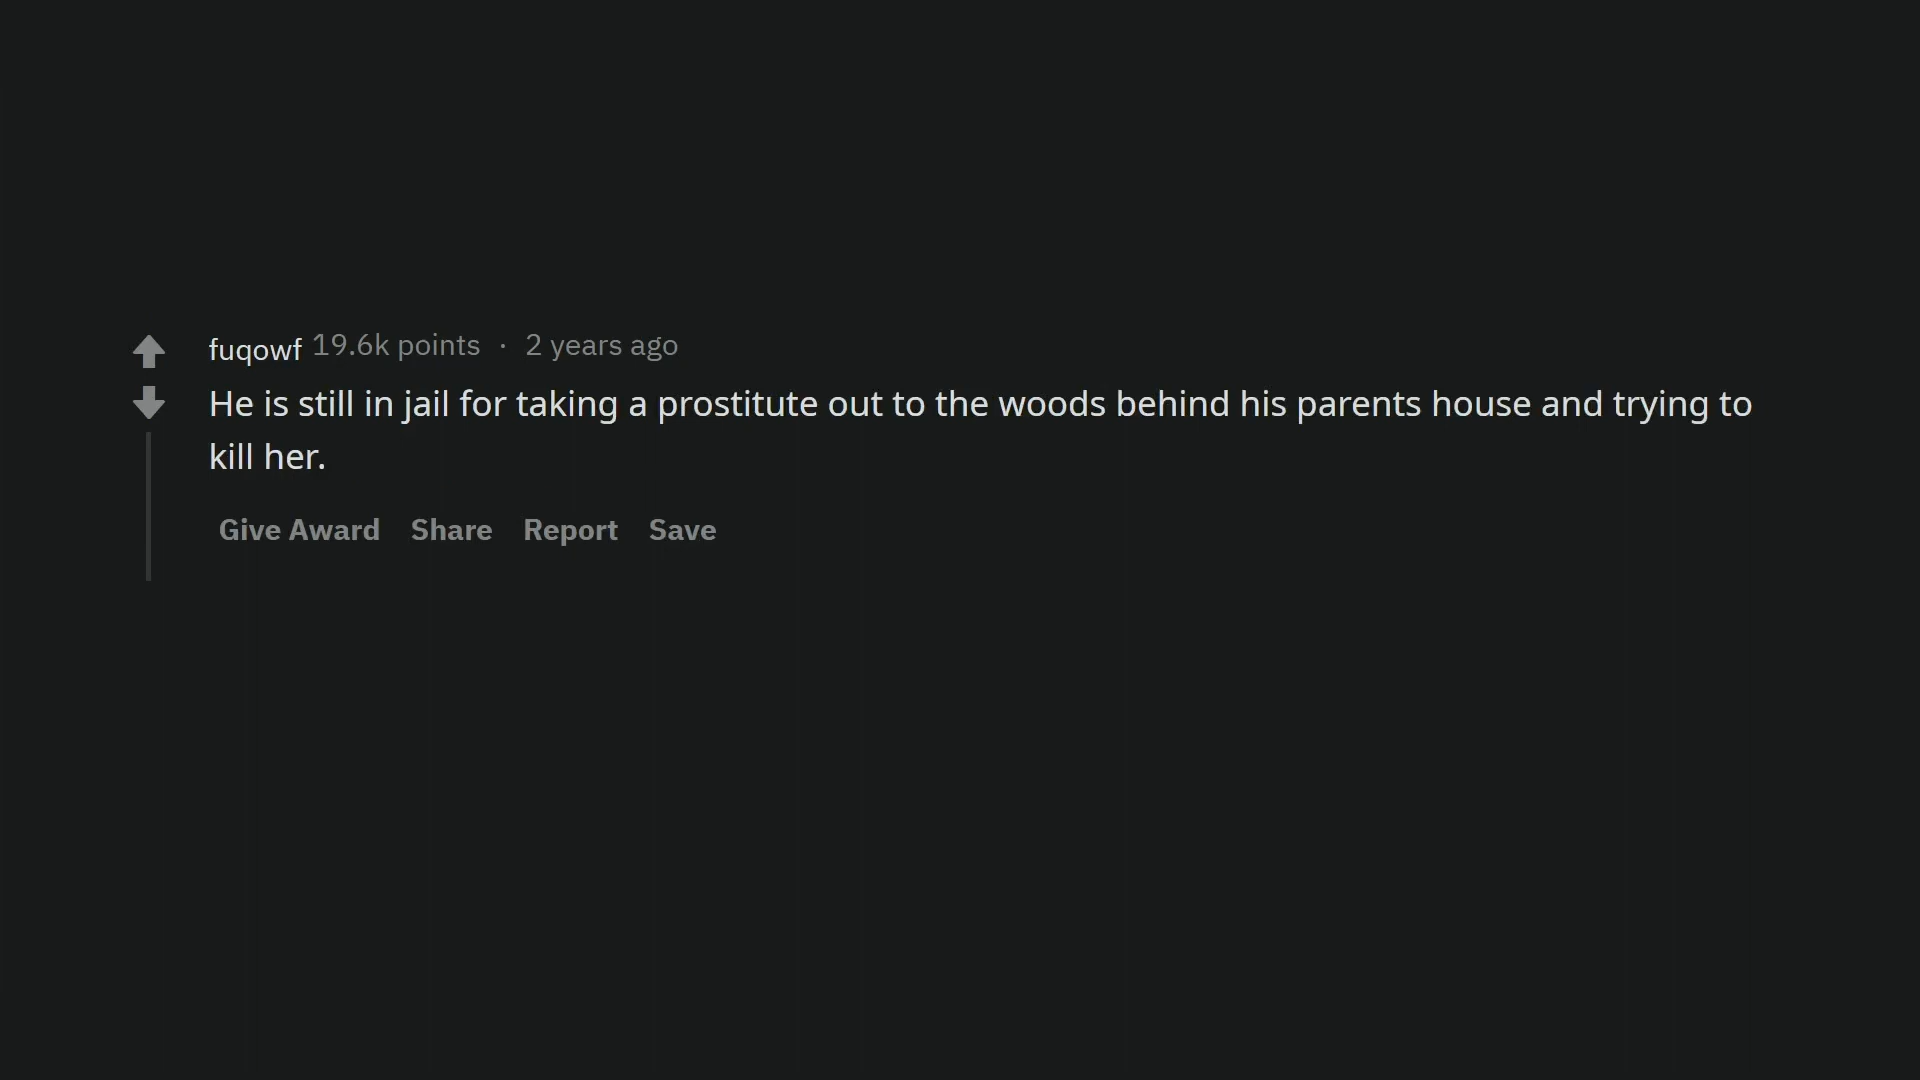 fuqowf 19.6k points · 2 years ago
He is still in jail for taking a prostitute out to the woods behind his parents house and trying to
kill her.
Give Award Share Report Save